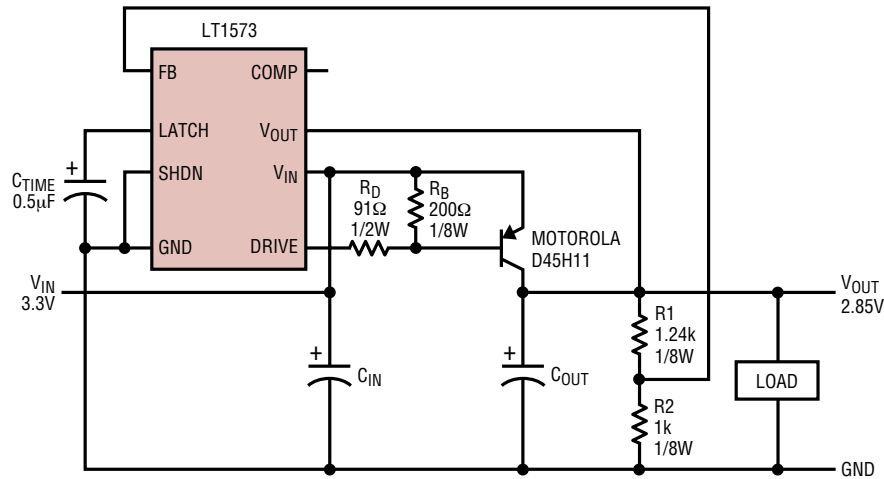 LT1573
FB
COMP
LATCH
VOUT
SHDN
VIN
GND
DRIVE
+
CTIME
0.5µF
RD
91Ω
1/2W
RB
200Ω
1/8W
MOTOROLA
D45H11
VIN
3.3V
VOUT
2.85V
+
CIN
+
COUT
R1
1.24k
1/8W
R2
1k
1/8W
LOAD
GND